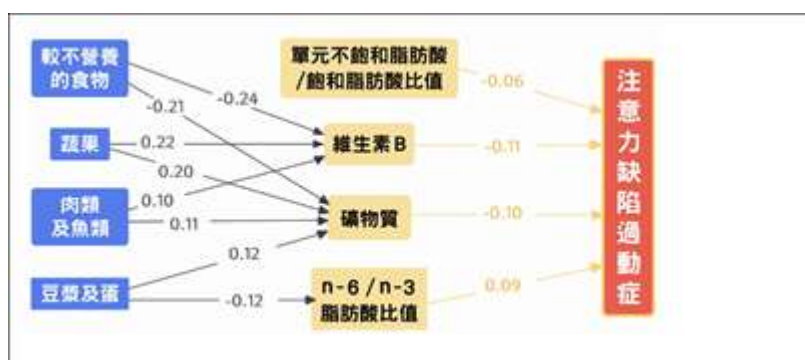 較不營養
的食物
單元不飽和脂肪酸
/飽和脂肪酸比值
-0.06
-0.24
-0.21
蔬果
0.22
維生素B
-0.11
0.20
肉類
及魚類
0.10
0.11
礦物質
-0.10
0.12
豆漿及蛋
-0.12
n-6 / n-3
脂肪酸比值
0.09
注意力缺陷過動症